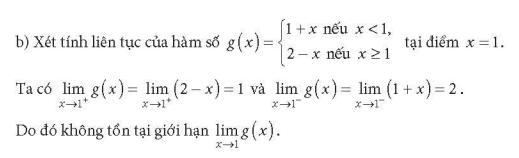 b) Xét tính liên tục của hàm số g(x) = { 1 + x nếu x < 1, 2 − x nếu x ≥ 1 tại điểm x = 1.
Ta có lim_{x→1⁺} g(x) = lim_{x→1⁺} (2 − x) = 1 và lim_{x→1⁻} g(x) = lim_{x→1⁻} (1 + x) = 2 .
Do đó không tồn tại giới hạn lim_{x→1} g(x).